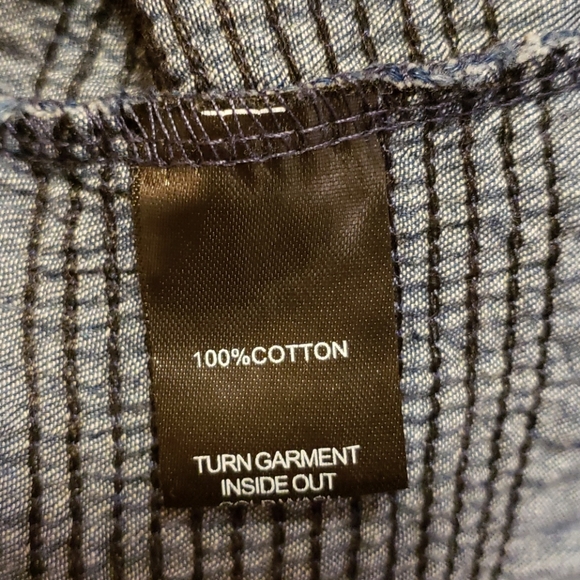 100%COTTON
TURN GARMENT
INSIDE OUT